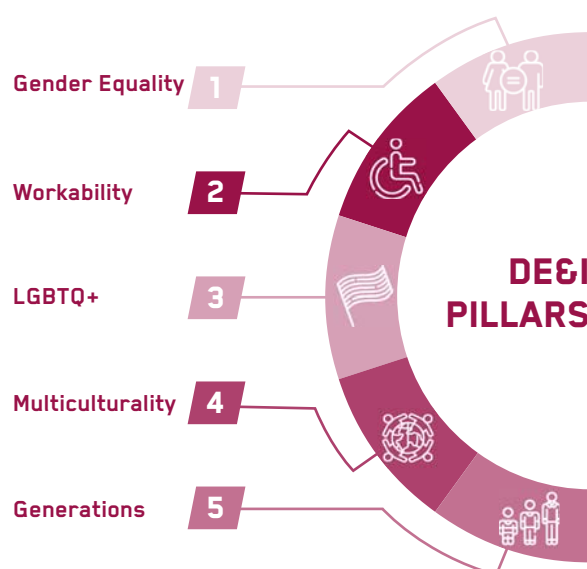 Gender Equality 1
Workability 2
LGBTQ+ 3
Multiculturality 4
Generations 5
DE&I
PILLARS